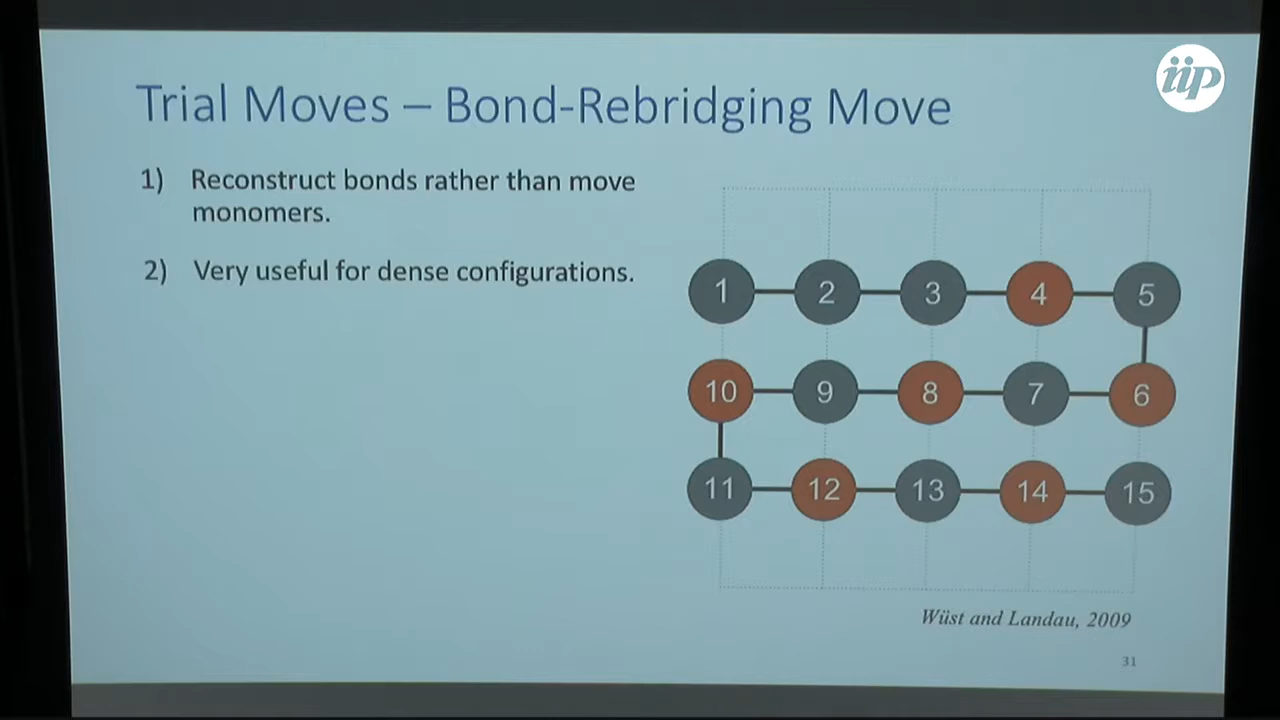 iip
Trial Moves – Bond-Rebridging Move
1) Reconstruct bonds rather than move
monomers.
2) Very useful for dense configurations.
1 2 3 4 5
10 9 8 7 6
11 12 13 14 15
Wüst and Landau, 2009
31